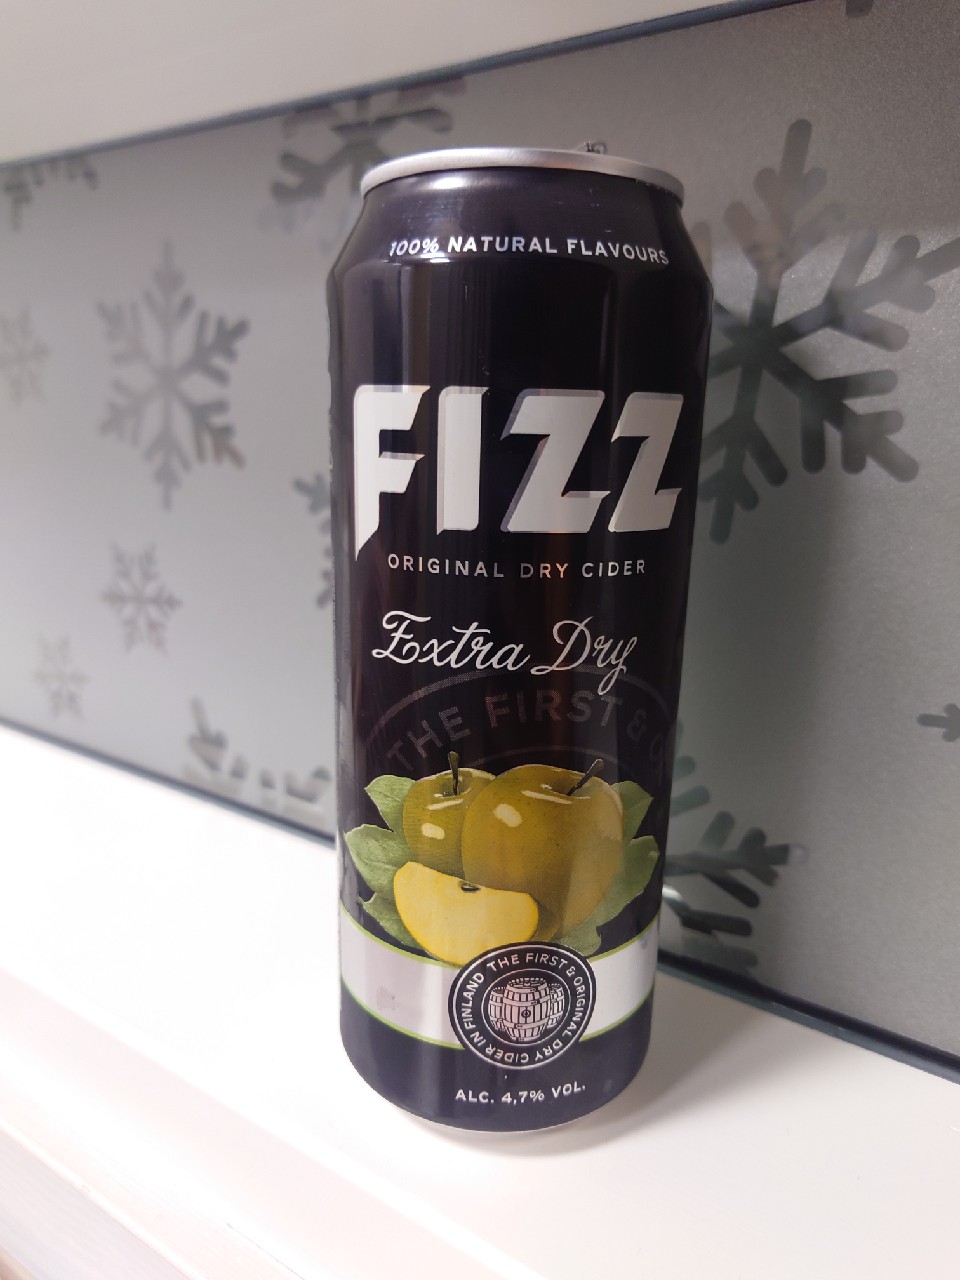 100% NATURAL FLAVOURS
FIZZ
ORIGINAL DRY CIDER
Extra Dry
THE FIRST &
THE FIRST & ORIGINAL DRY CIDER IN FINLAND
ALC. 4,7% VOL.